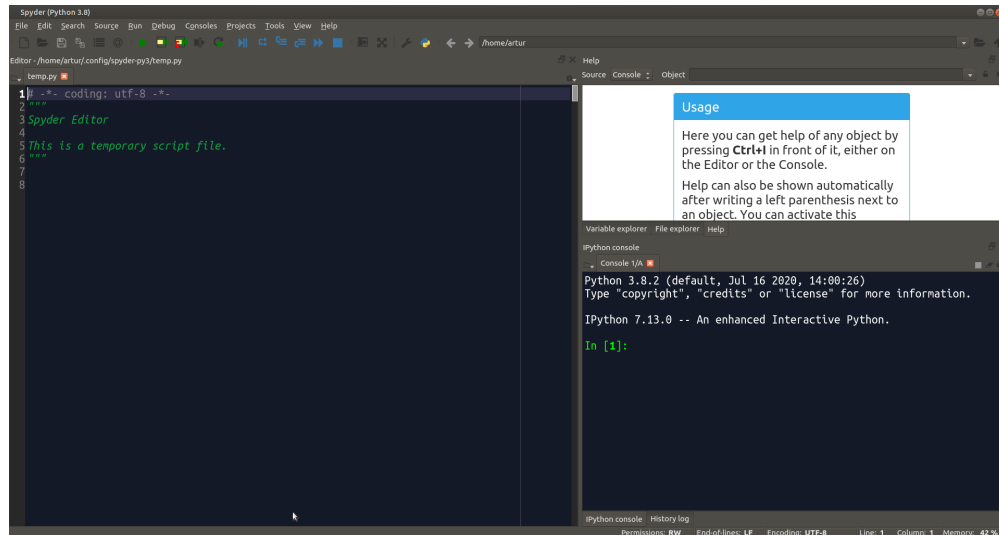 Spyder (Python 3.8)
File Edit Search Source Run Debug Consoles Projects Tools View Help
/home/artur
Editor - /home/artur/.config/spyder-py3/temp.py
temp.py
1 # -*- coding: utf-8 -*-
2 """
3 Spyder Editor
4
5 This is a temporary script file.
6 """
7
8
Help
Source Console Object
Usage
Here you can get help of any object by
pressing Ctrl+I in front of it, either on
the Editor or the Console.
Help can also be shown automatically
after writing a left parenthesis next to
an object. You can activate this
Variable explorer File explorer Help
IPython console
Console 1/A
Python 3.8.2 (default, Jul 16 2020, 14:00:26)
Type "copyright", "credits" or "license" for more information.
IPython 7.13.0 -- An enhanced Interactive Python.
In [1]:
IPython console History log
Permissions: RW End-of-lines: LF Encoding: UTF-8 Line: 1 Column: 1 Memory: 42 %